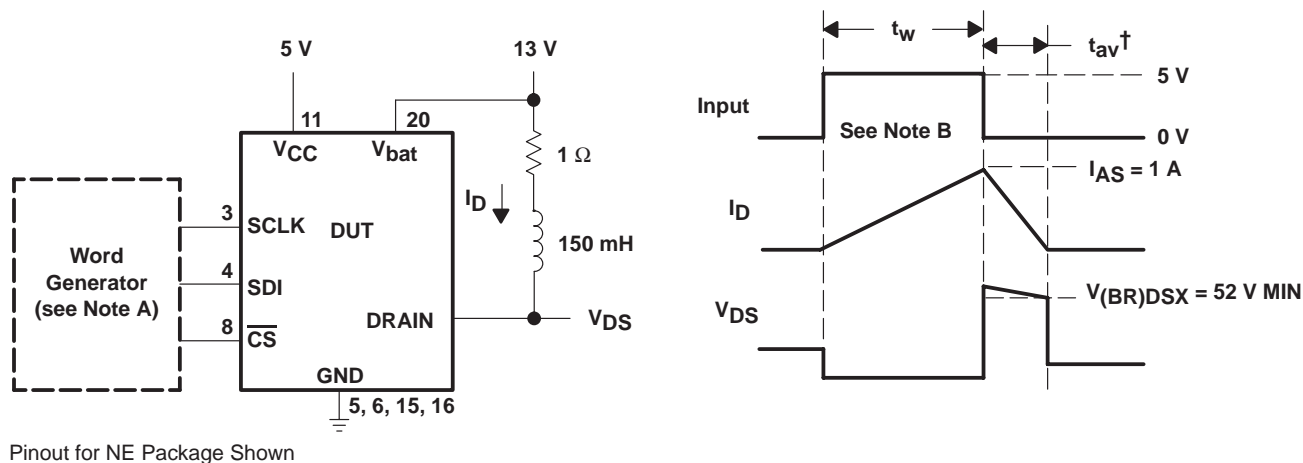 5 V
13 V
11
20
VCC
Vbat
1 Ω
ID
3
SCLK
DUT
Word
Generator
(see Note A)
4
SDI
150 mH
8
CS
DRAIN
VDS
GND
5, 6, 15, 16
Pinout for NE Package Shown
tw
tav†
5 V
Input
See Note B
0 V
IAS = 1 A
ID
V(BR)DSX = 52 V MIN
VDS